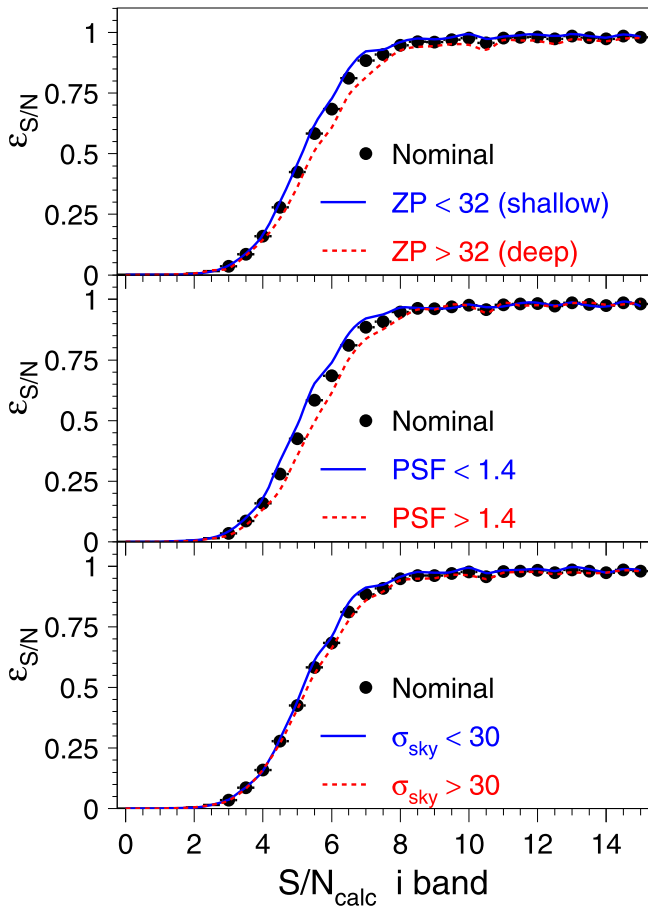 1
0.75
0.5
0.25
0
ε_S/N
Nominal
ZP < 32 (shallow)
ZP > 32 (deep)
1
0.75
0.5
0.25
0
ε_S/N
Nominal
PSF < 1.4
PSF > 1.4
1
0.75
0.5
0.25
0
ε_S/N
Nominal
σ_sky < 30
σ_sky > 30
0 2 4 6 8 10 12 14
S/N_calc i band